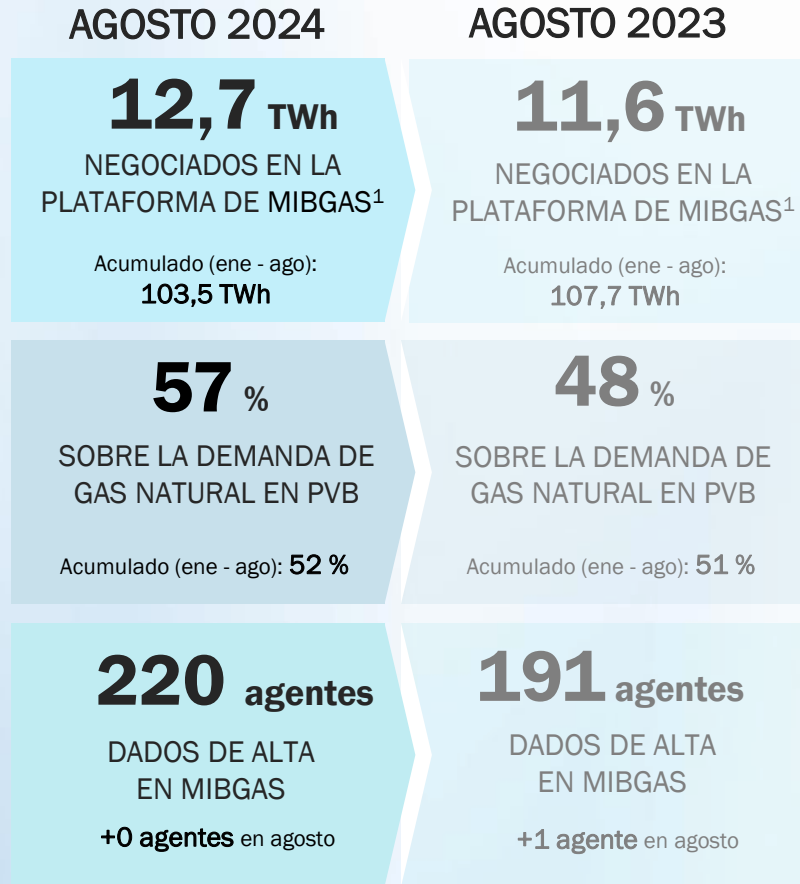 AGOSTO 2024
12,7 TWh
NEGOCIADOS EN LA
PLATAFORMA DE MIBGAS¹
Acumulado (ene - ago):
103,5 TWh
57 %
SOBRE LA DEMANDA DE
GAS NATURAL EN PVB
Acumulado (ene - ago): 52 %
220 agentes
DADOS DE ALTA
EN MIBGAS
+0 agentes en agosto
AGOSTO 2023
11,6 TWh
NEGOCIADOS EN LA
PLATAFORMA DE MIBGAS¹
Acumulado (ene - ago):
107,7 TWh
48 %
SOBRE LA DEMANDA DE
GAS NATURAL EN PVB
Acumulado (ene - ago): 51 %
191 agentes
DADOS DE ALTA
EN MIBGAS
+1 agente en agosto